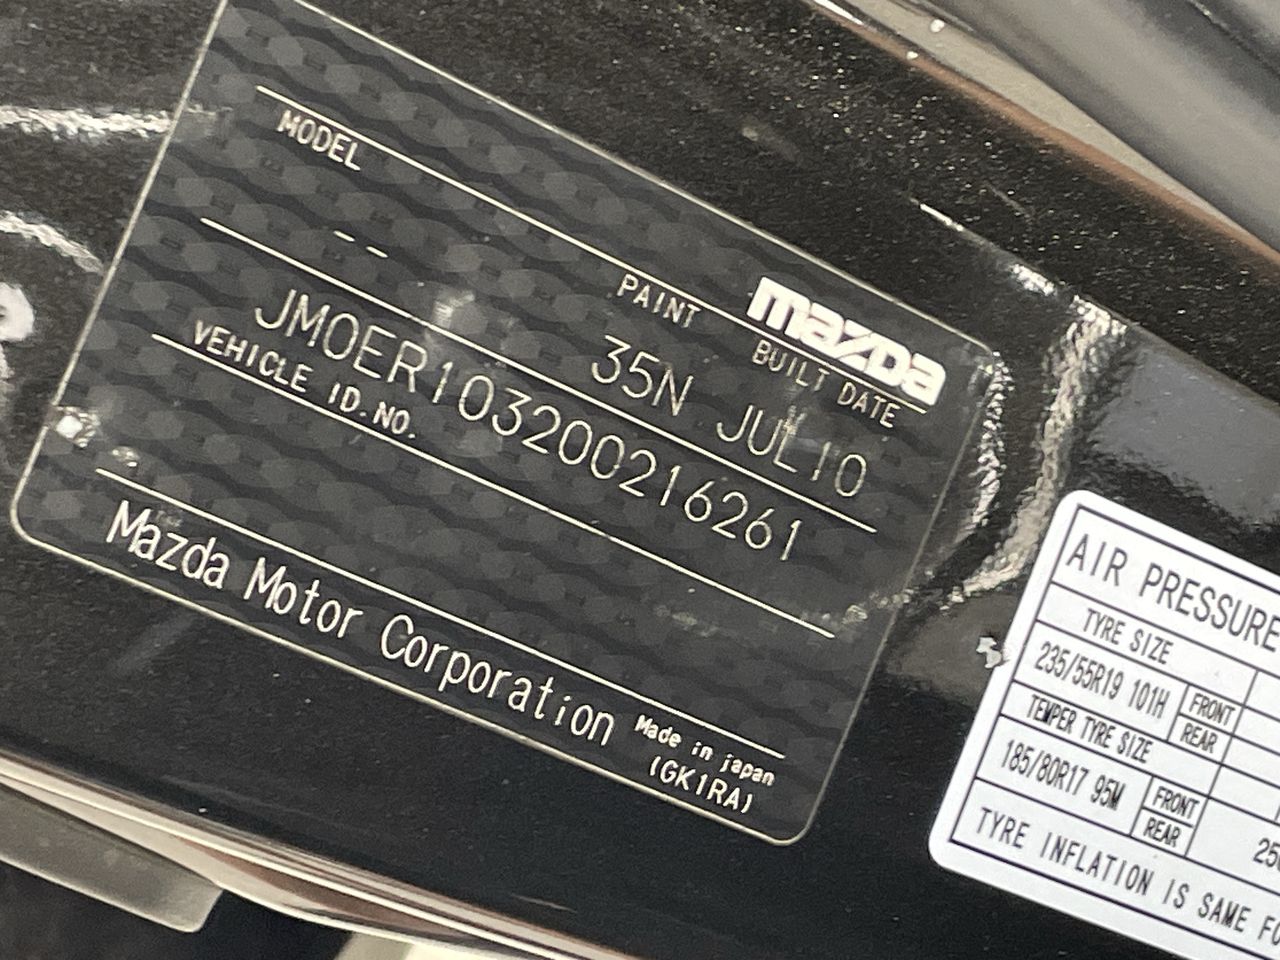 MODEL
PAINT
mazda
BUILT DATE
--
35N
JUL10
JM0ER103200216261
VEHICLE ID.NO.
Mazda Motor Corporation
Made in japan
(GK1RA)
AIR PRESSURE
TYRE SIZE
235/55R19 101H
FRONT
REAR
TEMPER TYRE SIZE
185/80R17 95M
FRONT
REAR
TYRE INFLATION IS SAME